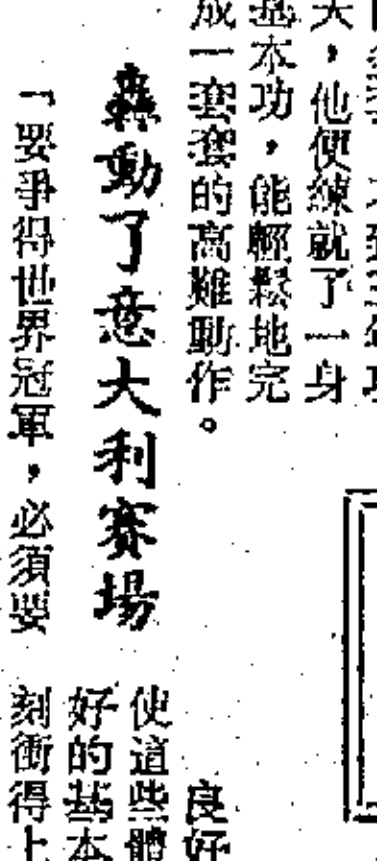 夫，他便練就了一身
基本功，能輕鬆地完
成一套套的高難動作。
轟動了意大利賽場
「要爭得世界冠軍，必須要
良好
使這些體
好的基本
刻衝得上